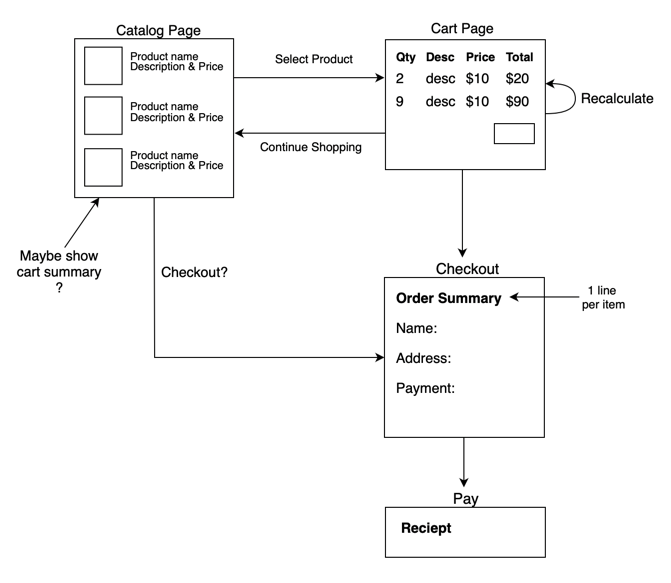 Catalog Page
Product name
Description & Price
Product name
Description & Price
Product name
Description & Price
Select Product
Continue Shopping
Cart Page
Qty Desc Price Total
2 desc $10 $20
9 desc $10 $90
Recalculate
Maybe show
cart summary
?
Checkout?
Checkout
Order Summary
Name:
Address:
Payment:
1 line
per item
Pay
Reciept